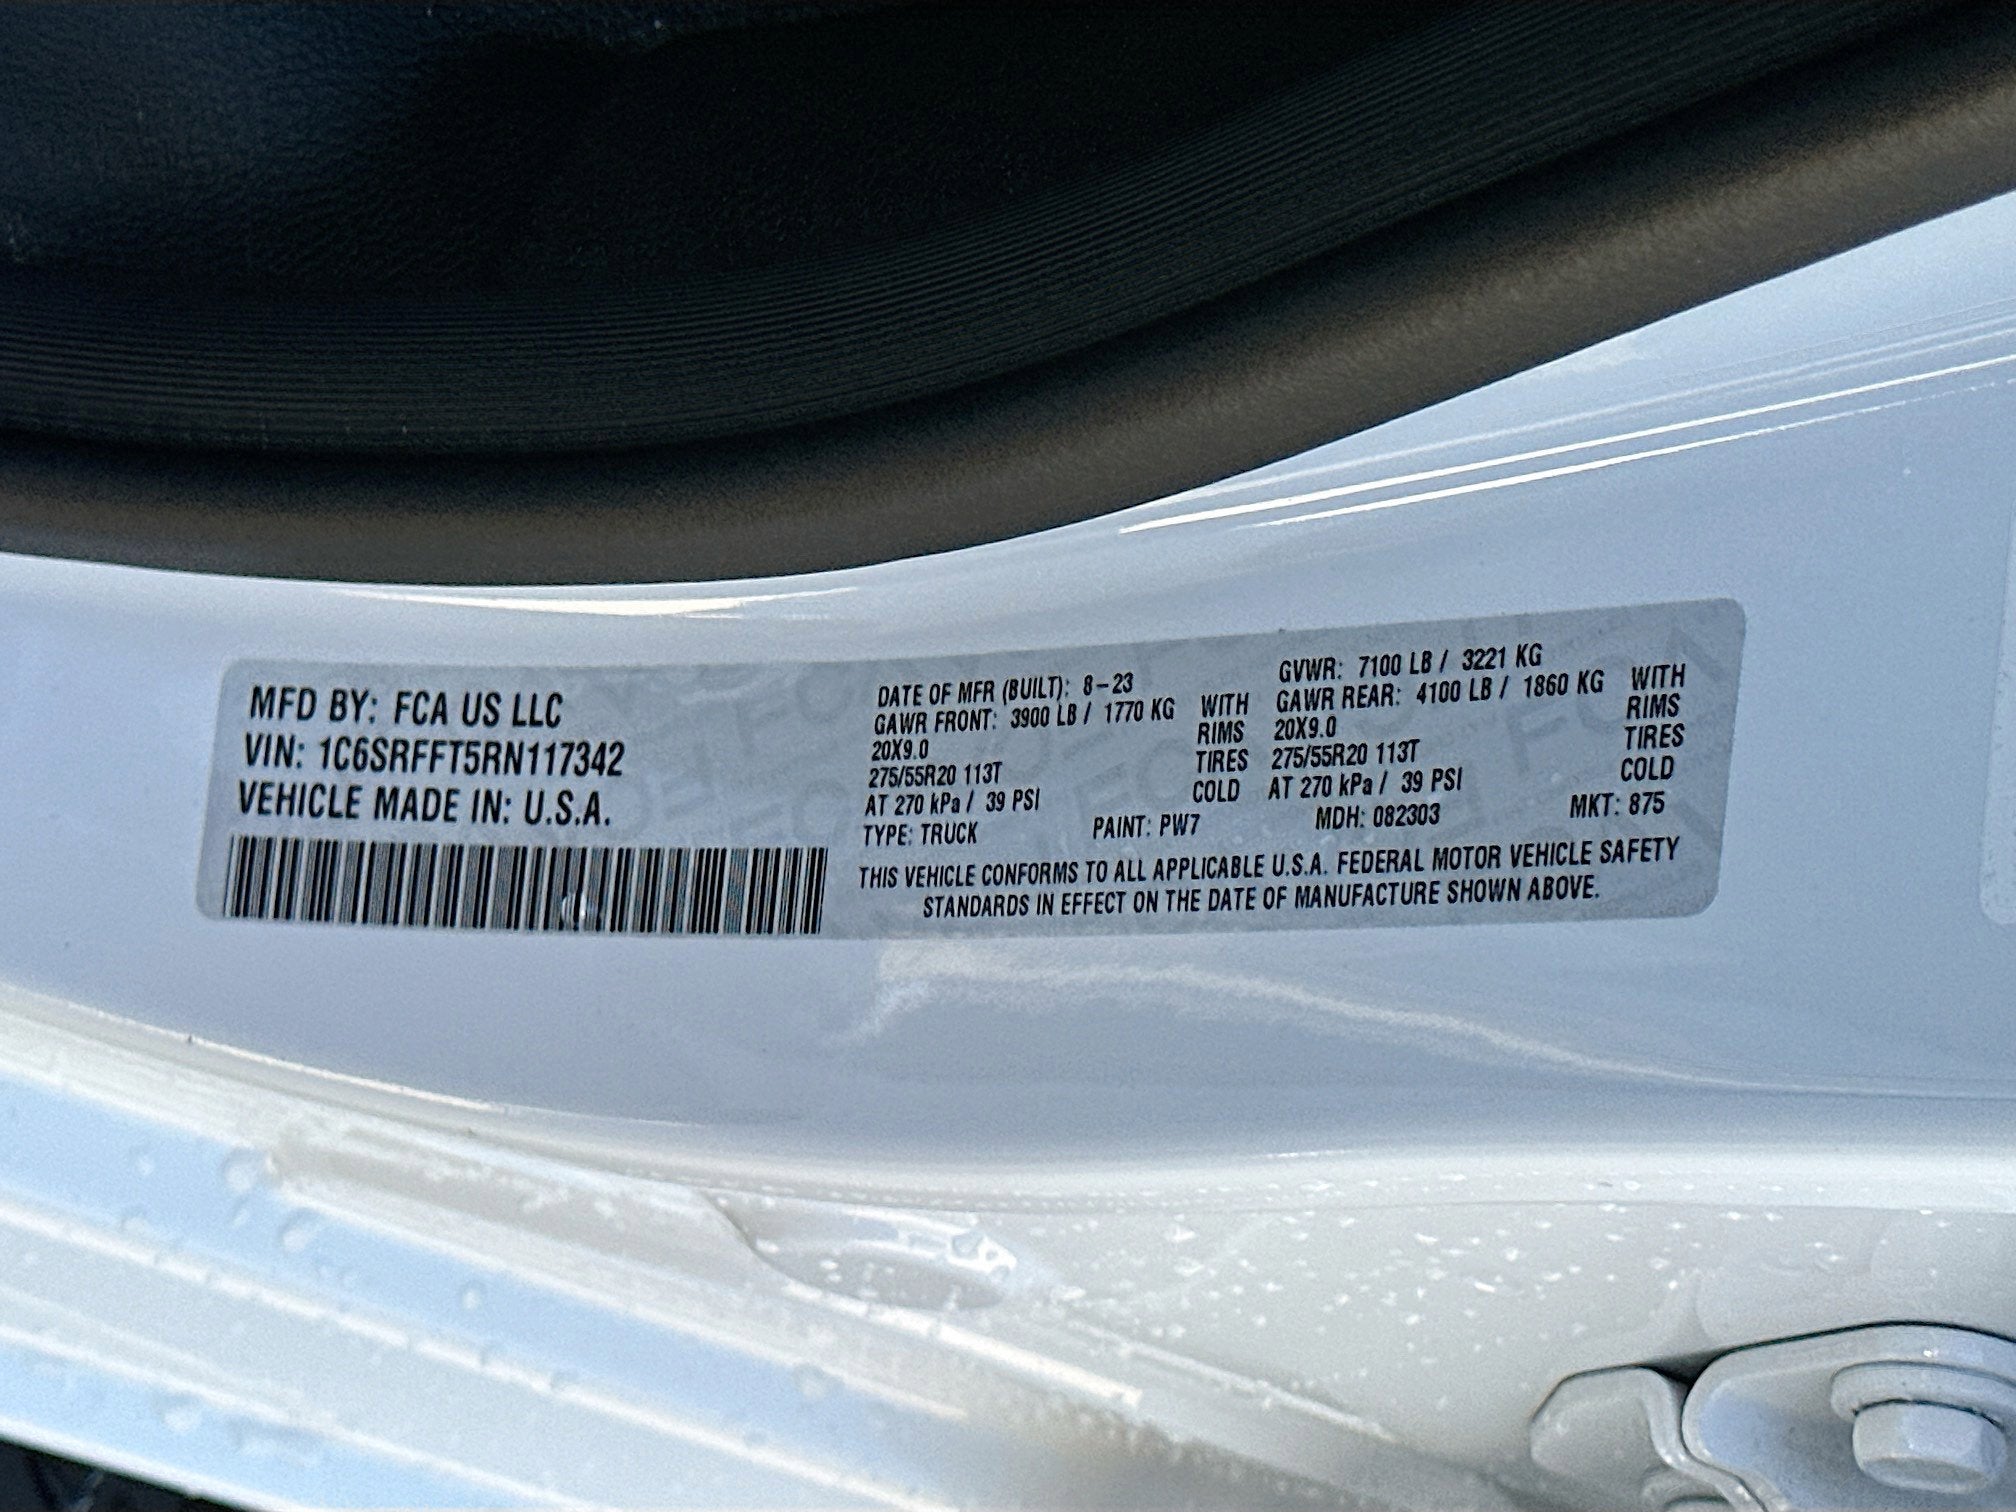 MFD BY: FCA US LLC
VIN: 1C6SRFFT5RN117342
VEHICLE MADE IN: U.S.A.
DATE OF MFR (BUILT): 8-23 GVWR: 7100 LB / 3221 KG
GAWR FRONT: 3900 LB / 1770 KG WITH GAWR REAR: 4100 LB / 1860 KG WITH
20X9.0 RIMS 20X9.0 RIMS
275/55R20 113T TIRES 275/55R20 113T TIRES
AT 270 kPa / 39 PSI COLD AT 270 kPa / 39 PSI COLD
TYPE: TRUCK PAINT: PW7 MDH: 082303 MKT: 875
THIS VEHICLE CONFORMS TO ALL APPLICABLE U.S.A. FEDERAL MOTOR VEHICLE SAFETY
STANDARDS IN EFFECT ON THE DATE OF MANUFACTURE SHOWN ABOVE.